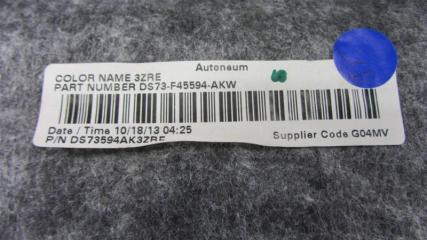 Autoneum
COLOR NAME 3ZRE
PART NUMBER DS73-F45594-AKW
Date / Time 10/18/13 04:25
Supplier Code G04MV
P/N DS73594AK3ZRE